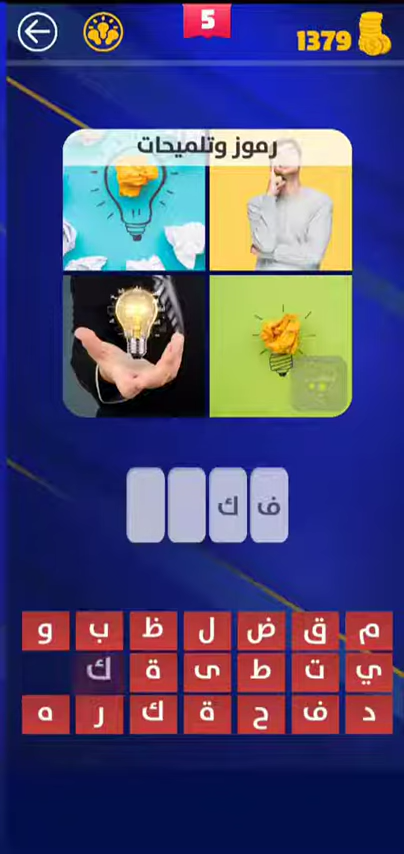 5
1379
رموز وتلميحات
ف ك
م ق ض ل ظ ب و
ي ت ط ى ة ك
د ف ح ة ك ر ه